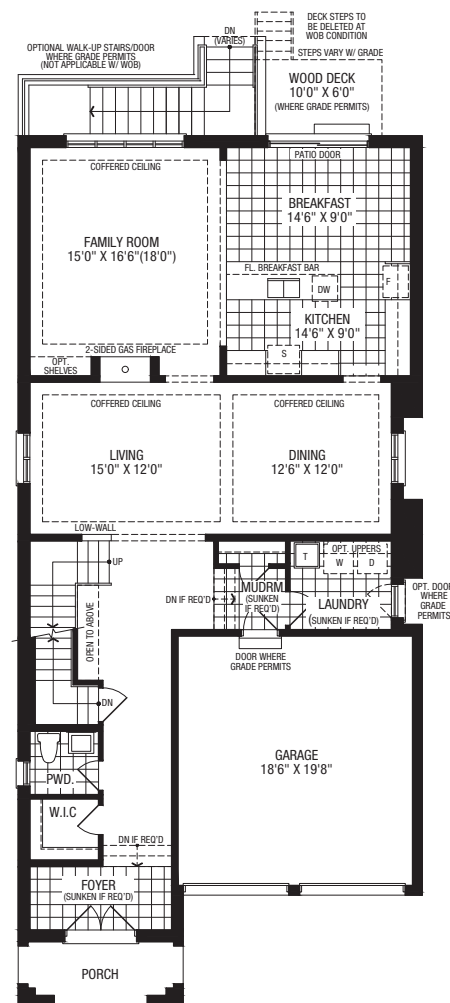 DN
(VARIES)
DECK STEPS TO
BE DELETED AT
WOB CONDITION
OPTIONAL WALK-UP STAIRS/DOOR
WHERE GRADE PERMITS
(NOT APPLICABLE W/ WOB)
STEPS VARY W/ GRADE
WOOD DECK
10'0" X 6'0"
(WHERE GRADE PERMITS)
COFFERED CEILING
PATIO DOOR
BREAKFAST
14'6" X 9'0"
FAMILY ROOM
15'0" X 16'6"(18'0")
FL. BREAKFAST BAR
DW
F
KITCHEN
14'6" X 9'0"
2-SIDED GAS FIREPLACE
S
OPT.
SHELVES
COFFERED CEILING
COFFERED CEILING
LIVING
15'0" X 12'0"
DINING
12'6" X 12'0"
LOW-WALL
UP
T
OPT. UPPERS
W
D
MUDRM
(SUNKEN
IF REQ'D)
DN IF REQ'D
LAUNDRY
(SUNKEN IF REQ'D)
OPT. DOOR
WHERE
GRADE
PERMITS
OPEN TO ABOVE
DOOR WHERE
GRADE PERMITS
DN
GARAGE
18'6" X 19'8"
PWD.
W.I.C
DN IF REQ'D
FOYER
(SUNKEN IF REQ'D)
PORCH